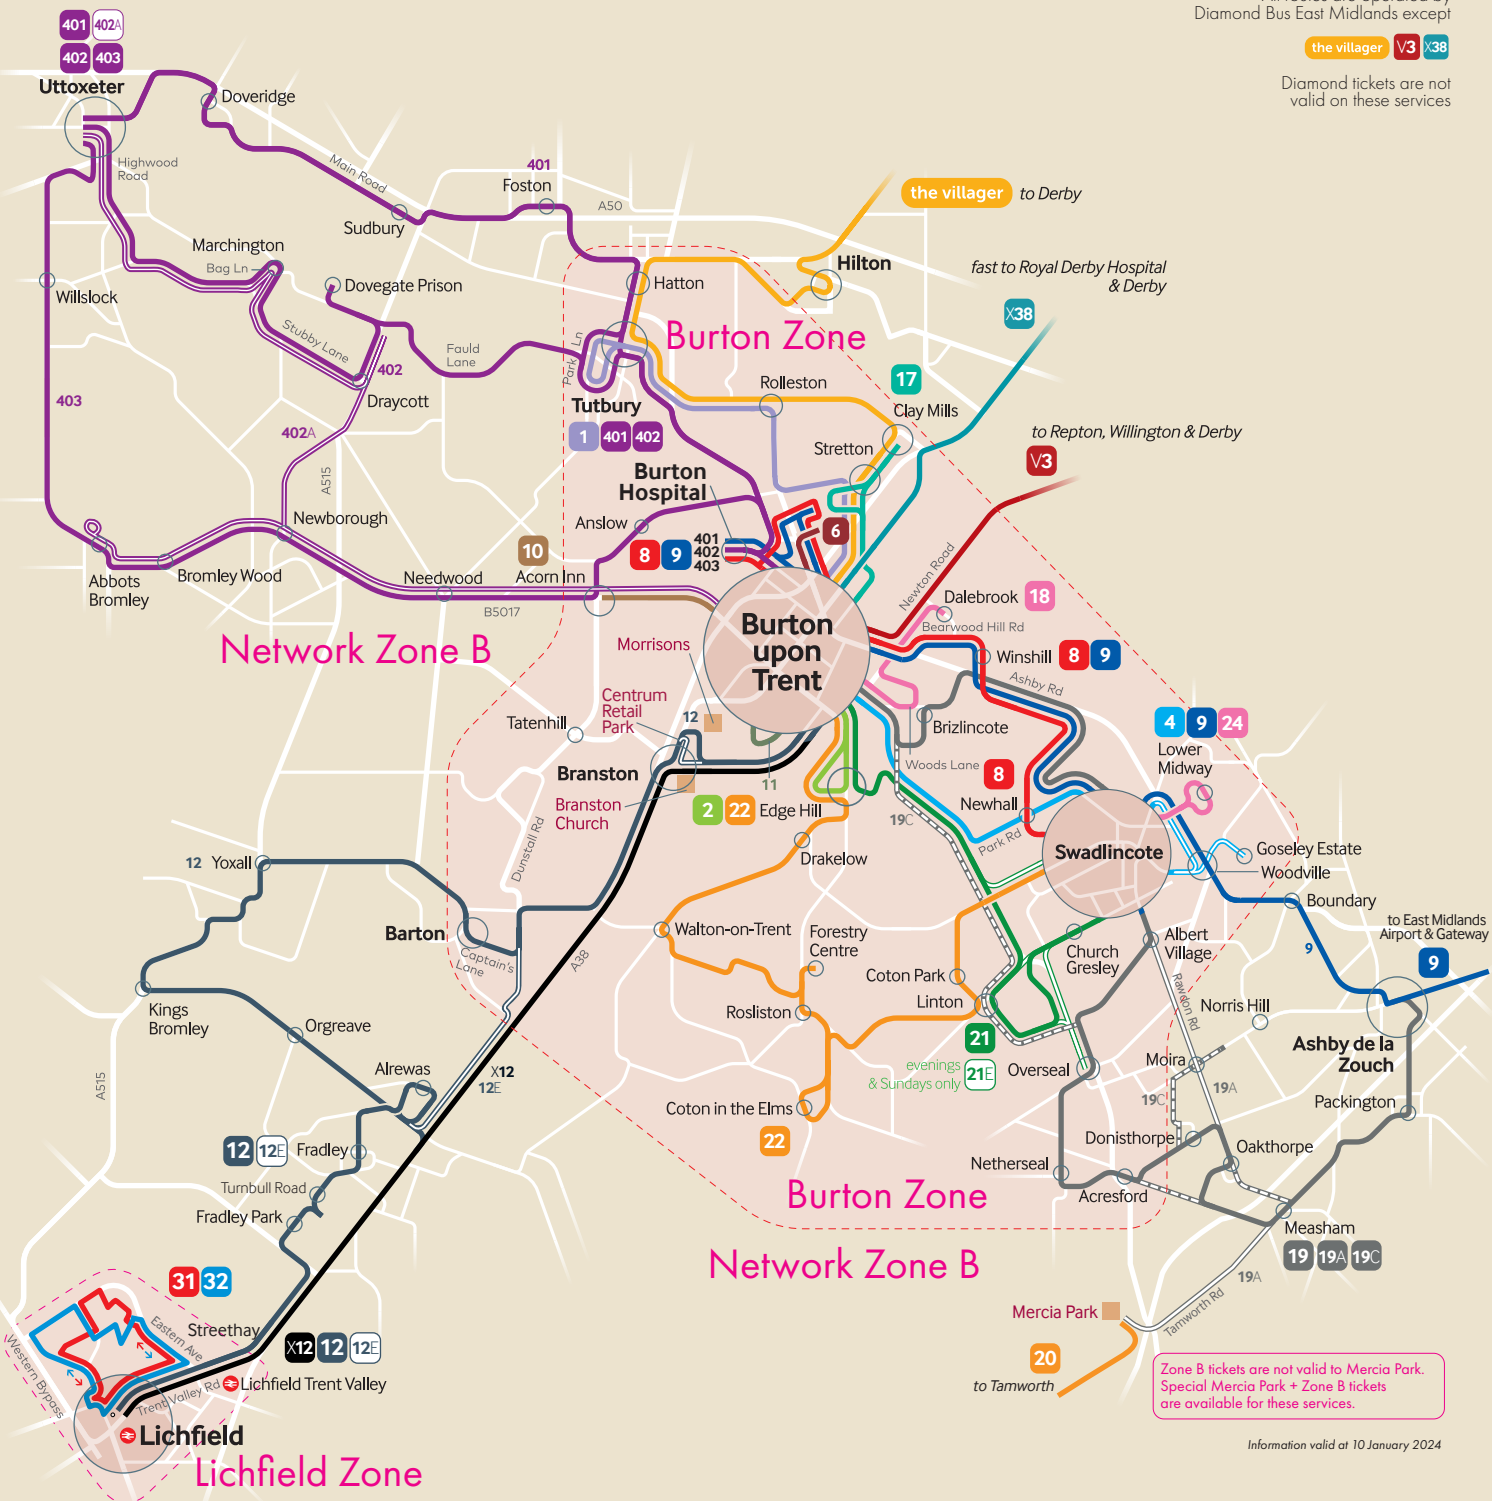 Diamond Bus East Midlands except
the villager V3 X38
Diamond tickets are not
valid on these services
401 402A
402 403
Uttoxeter
Doveridge
Highwood
Road
Main Road
401
Foston
A50
Sudbury
the villager to Derby
Marchington
Bag Ln
Dovegate Prison
Willslock
Stubby Lane
Hatton
Hilton
fast to Royal Derby Hospital
& Derby
X38
Burton Zone
Fauld
Lane
Park Ln
402
403
Draycott
402A
A515
Tutbury
1 401 402
Rolleston
17
Clay Mills
Stretton
to Repton, Willington & Derby
V3
Burton
Hospital
Anslow
8 9
401
402
403
6
10
Acorn Inn
Newborough
Abbots
Bromley
Bromley Wood
Needwood
B5017
Network Zone B
Newton Road
Dalebrook 18
Bearwood Hill Rd
Winshill 8 9
Ashby Rd
Burton
upon
Trent
Morrisons
Centrum
Retail
Park
12
Tatenhill
Branston
Branston
Church
11
2 22 Edge Hill
Brizlincote
Woods Lane
8
Newhall
Park Rd
19C
4 9 24
Lower
Midway
Swadlincote
Goseley Estate
Woodville
Boundary
to East Midlands
Airport & Gateway
9
9
Drakelow
Dunstall Rd
12 Yoxall
Barton
Captain's
Lane
A38
Walton-on-Trent
Forestry
Centre
Coton Park
Linton
Church
Gresley
Albert
Village
Rawdon Rd
Norris Hill
Ashby de la
Zouch
Kings
Bromley
Orgreave
Rosliston
21
evenings
& Sundays only 21E
Overseal
Moira
19A
19C
Packington
A515
Alrewas
X12
12E
Coton in the Elms
22
Donisthorpe
Oakthorpe
12 12E Fradley
Turnbull Road
Fradley Park
Netherseal
Acresford
Measham
19 19A 19C
Burton Zone
Network Zone B
19A
Tamworth Rd
31 32
Eastern Ave
Streethay
X12 12 12E
Western Bypass
Trent Valley Rd
Lichfield Trent Valley
Lichfield
Lichfield Zone
Mercia Park
20
to Tamworth
Zone B tickets are not valid to Mercia Park.
Special Mercia Park + Zone B tickets
are available for these services.
Information valid at 10 January 2024